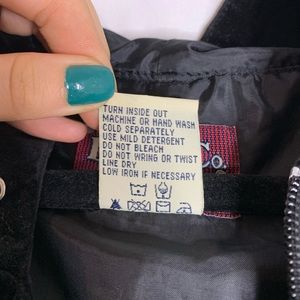 TURN INSIDE OUT
MACHINE OR HAND WASH
COLD SEPARATELY
USE MILD DETERGENT
DO NOT BLEACH
DO NOT WRING OR TWIST
LINE DRY
LOW IRON IF NECESSARY
Co.